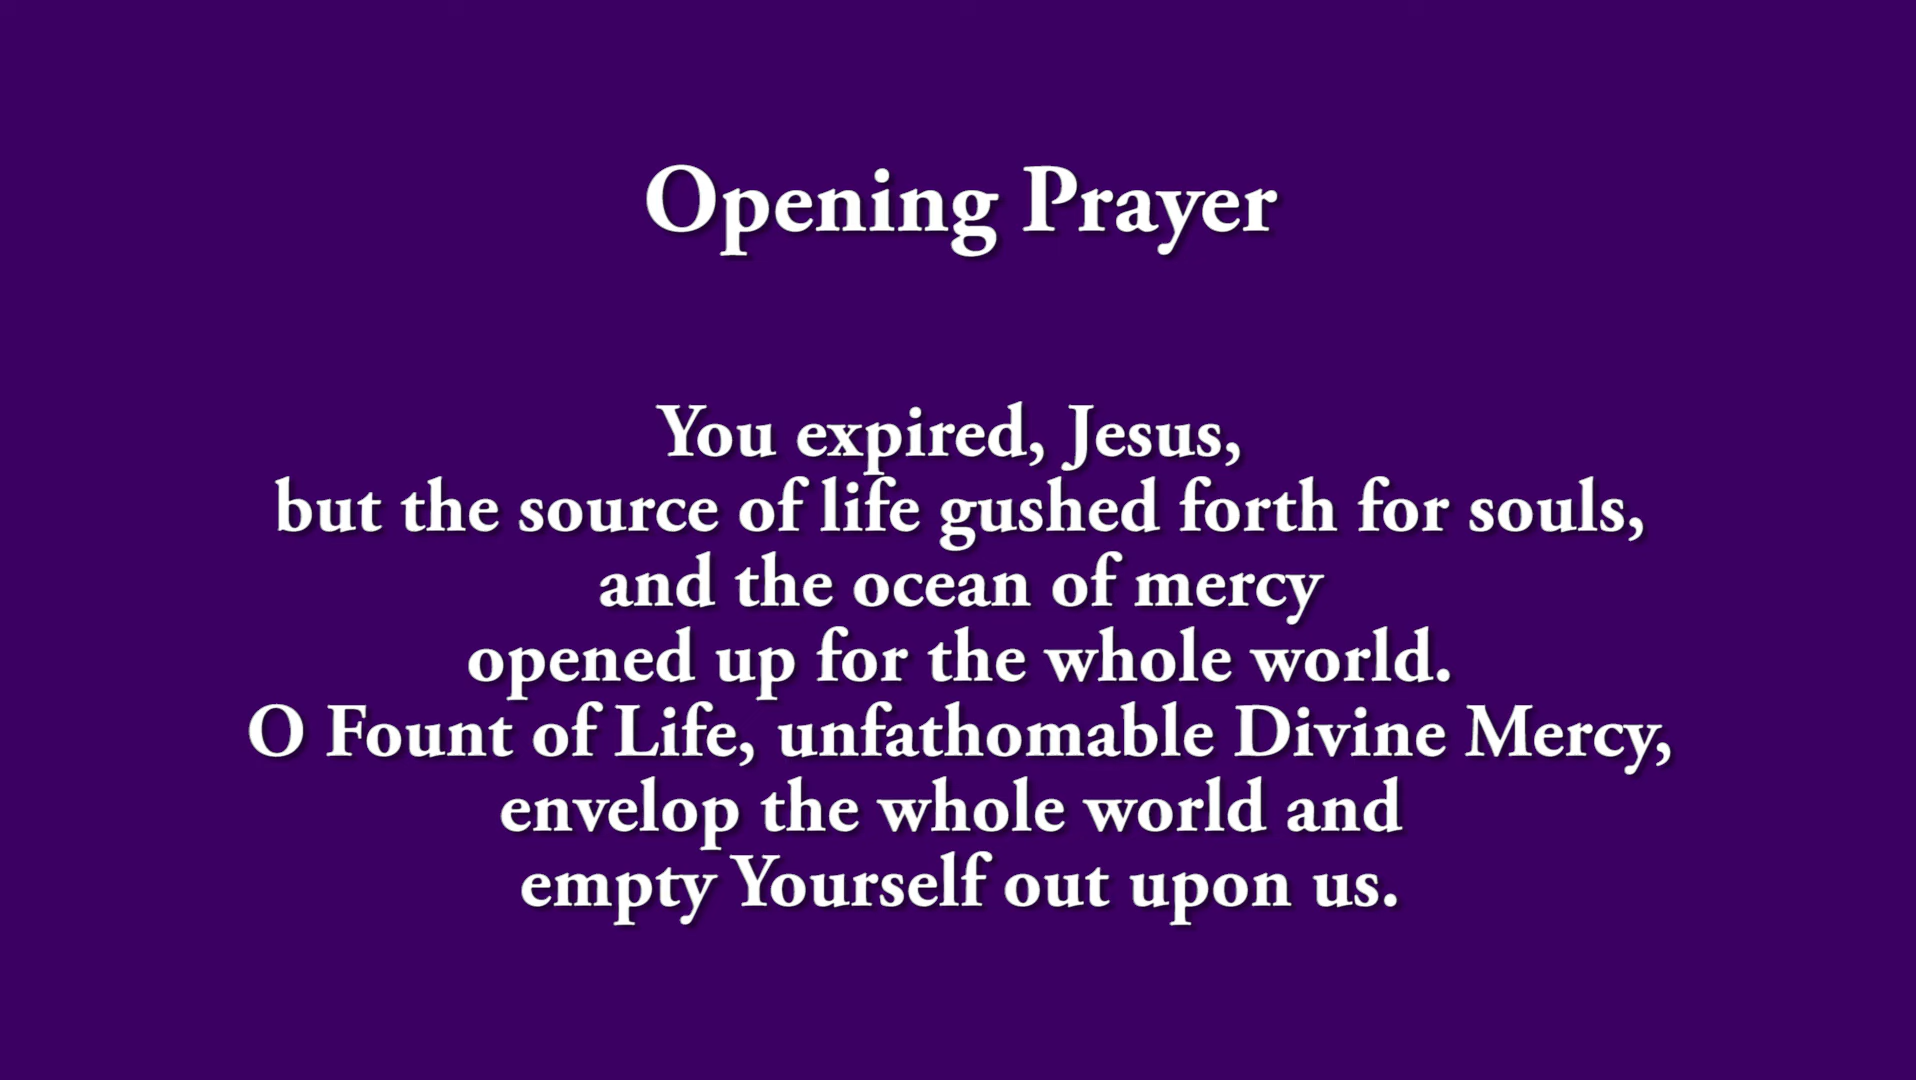 Opening Prayer
You expired, Jesus,
but the source of life gushed forth for souls,
and the ocean of mercy
opened up for the whole world.
O Fount of Life, unfathomable Divine Mercy,
envelop the whole world and
empty Yourself out upon us.